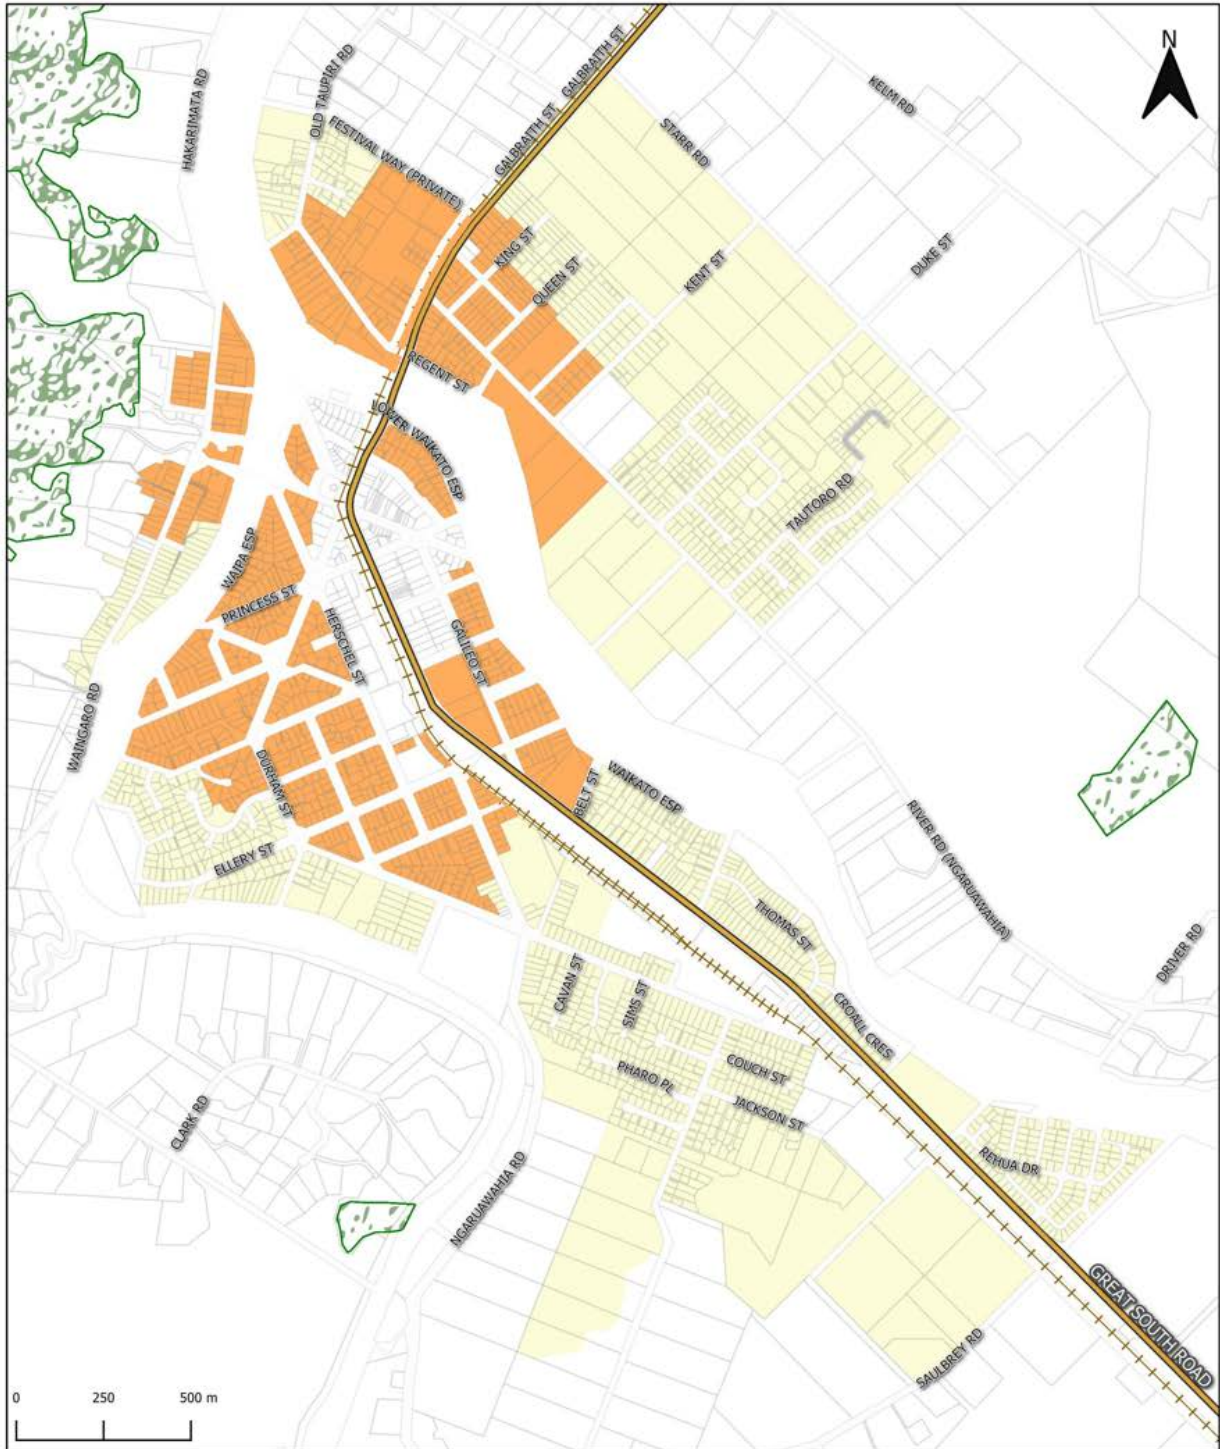 N
GALBRAITH ST
OLD TAUPIRI RD
HAKARIMATA RD
KELM RD
FESTIVAL WAY (PRIVATE)
GALBRAITH ST
STARR RD
KING ST
QUEEN ST
KENT ST
DUKE ST
REGENT ST
LOWER WAIKATO ESP
TAUTORO RD
WAIPA ESP
PRINCESS ST
HERSCHEL ST
GALILEO ST
WAINGARO RD
DURHAM ST
BELT ST
WAIKATO ESP
RIVER RD (NGARUAWAHIA)
ELLERY ST
THOMAS ST
DRIVER RD
CAVAN ST
SIMS ST
CROALL CRES
COUCH ST
PHARO PL
JACKSON ST
CLARK RD
REHUA DR
NGARUAWAHIA RD
GREAT SOUTH ROAD
SAULBREY RD
0 250 500 m